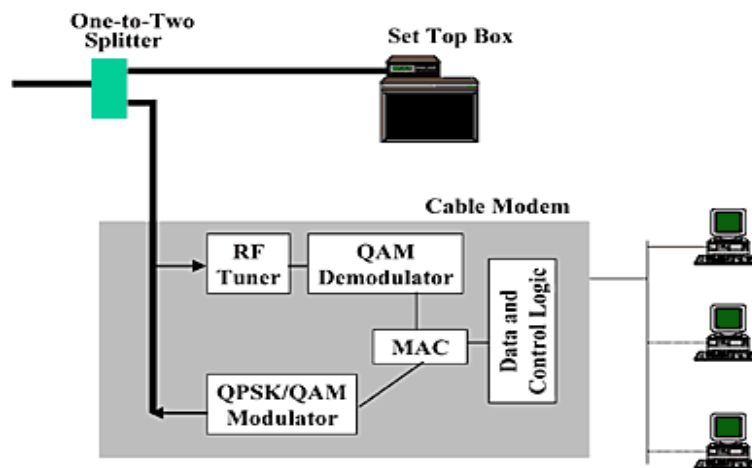 One-to-Two
Splitter
Set Top Box
Cable Modem
RF
Tuner
QAM
Demodulator
Data and
Control Logic
MAC
QPSK/QAM
Modulator